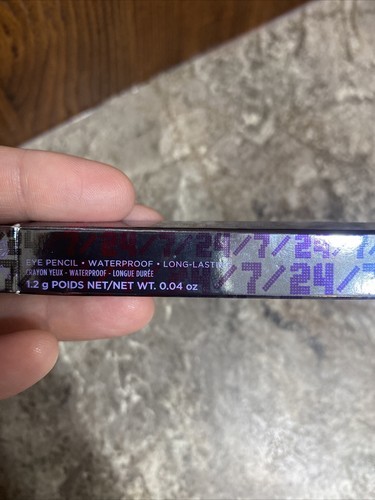 7/24/7/24/7/24/7
EYE PENCIL • WATERPROOF • LONG-LASTING
CRAYON YEUX • WATERPROOF • LONGUE DURÉE
/7/24/7
1.2 g POIDS NET/NET WT. 0.04 oz